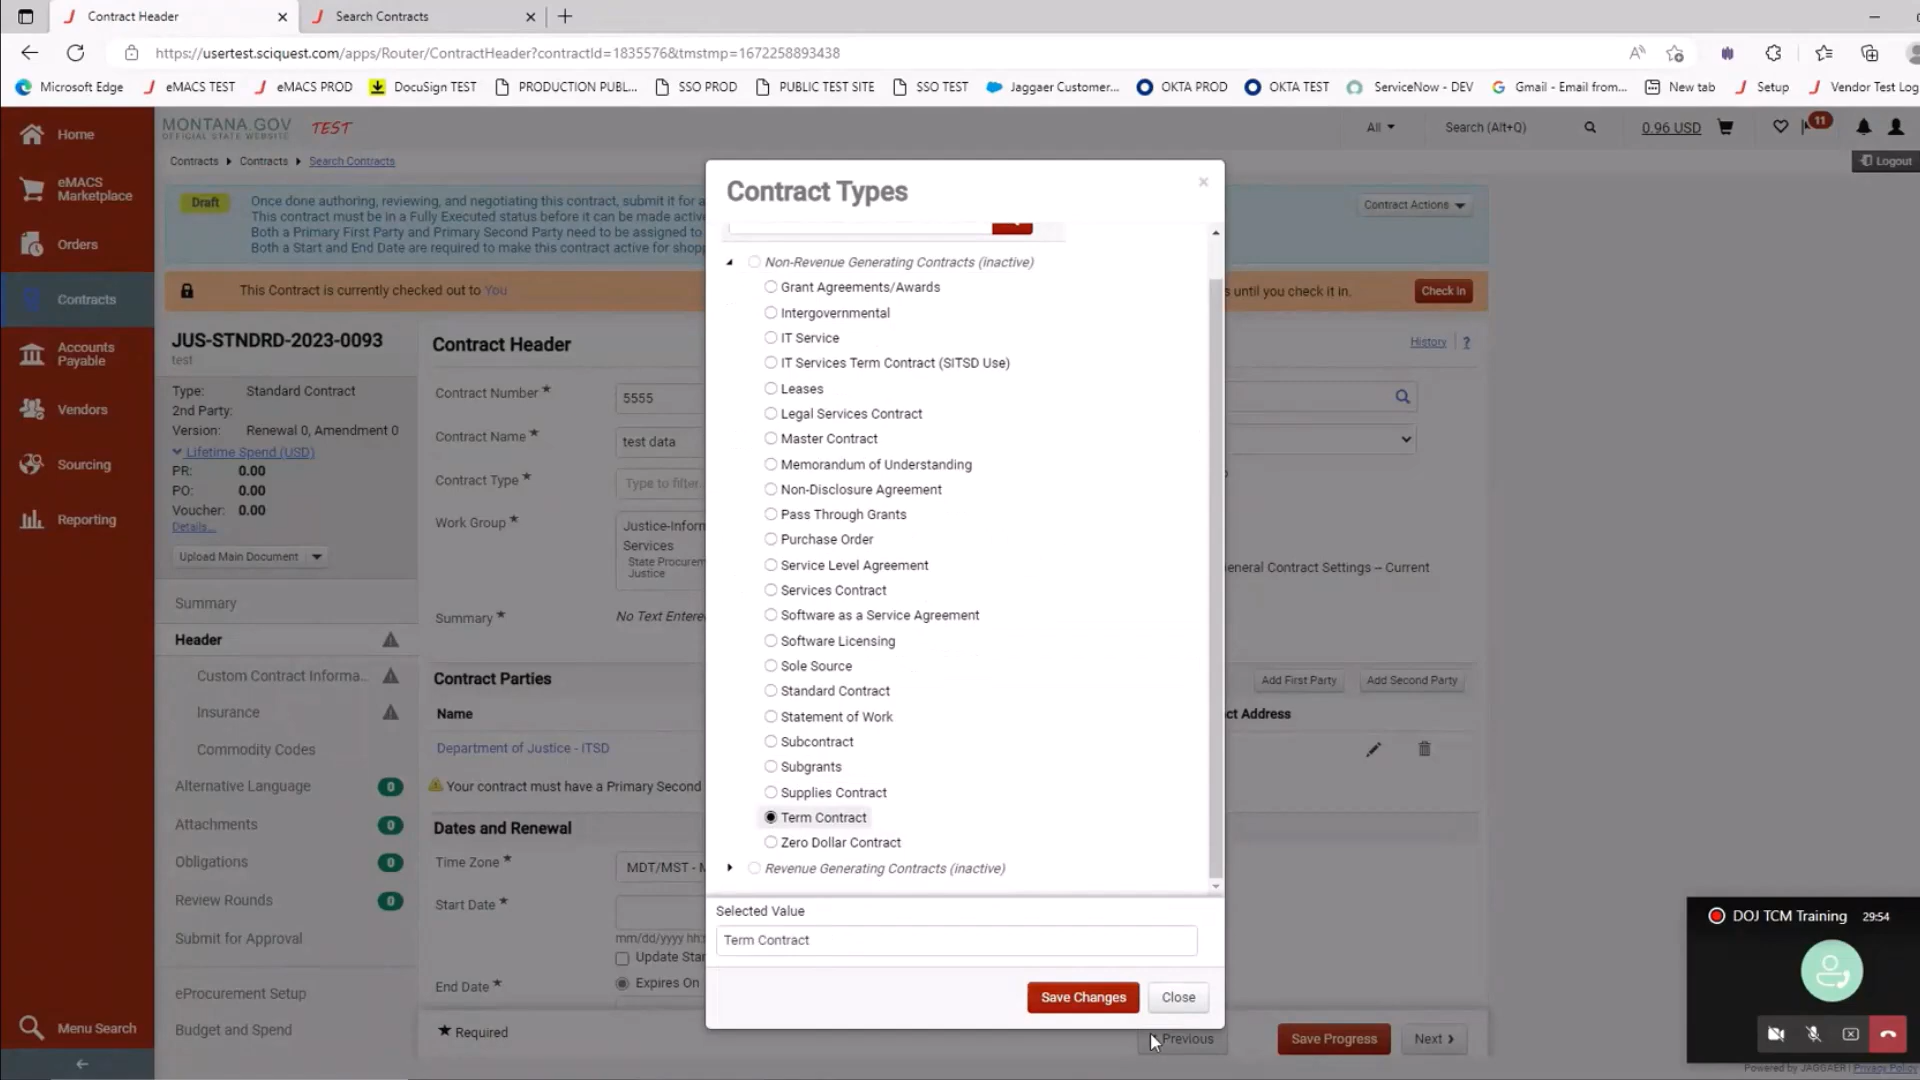 Contract Header
Search Contracts
https://usertest.sciquest.com/apps/Router/ContractHeader?contractId=1835576&tmstmp=1672258893438
Microsoft Edge
eMACS TEST
eMACS PROD
DocuSign TEST
PRODUCTION PUBL...
SSO PROD
PUBLIC TEST SITE
SSO TEST
Jaggaer Customer...
OKTA PROD
OKTA TEST
ServiceNow - DEV
Gmail - Email from...
New tab
Setup
Vendor Test Log
Home
MONTANA.GOV
OFFICIAL STATE WEBSITE
TEST
All
Search (Alt+Q)
0.96 USD
11
Logout
Contracts
Contracts
Search Contracts
eMACS
Marketplace
Orders
Contracts
Accounts
Payable
Vendors
Sourcing
Reporting
Menu Search
Draft
Once done authoring, reviewing, and negotiating this contract, submit it for a
This contract must be in a Fully Executed status before it can be made active
Both a Primary First Party and Primary Second Party need to be assigned to
Both a Start and End Date are required to make this contract active for shop
Contract Actions
This Contract is currently checked out to You
s until you check it in.
Check In
JUS-STNDRD-2023-0093
test
Type: Standard Contract
2nd Party:
Version: Renewal 0, Amendment 0
Lifetime Spend (USD)
PR: 0.00
PO: 0.00
Voucher: 0.00
Details...
Upload Main Document
Summary
Header
Custom Contract Informa...
Insurance
Commodity Codes
Alternative Language 0
Attachments 0
Obligations 0
Review Rounds 0
Submit for Approval
eProcurement Setup
Budget and Spend
Contract Header
History
?
Contract Number ★
5555
Contract Name ★
test data
Contract Type ★
Type to filter
Work Group ★
Justice-Inforr
Services
State Procurem
Justice
eneral Contract Settings – Current
Summary ★
No Text Entere
Contract Parties
Add First Party
Add Second Party
Name
ct Address
Department of Justice - ITSD
Your contract must have a Primary Second
Dates and Renewal
Time Zone ★
MDT/MST - M
Start Date ★
mm/dd/yyyy hh:
Update Star
End Date ★
Expires On
★ Required
Previous
Save Progress
Next
Contract Types
×
Non-Revenue Generating Contracts (inactive)
Grant Agreements/Awards
Intergovernmental
IT Service
IT Services Term Contract (SITSD Use)
Leases
Legal Services Contract
Master Contract
Memorandum of Understanding
Non-Disclosure Agreement
Pass Through Grants
Purchase Order
Service Level Agreement
Services Contract
Software as a Service Agreement
Software Licensing
Sole Source
Standard Contract
Statement of Work
Subcontract
Subgrants
Supplies Contract
Term Contract
Zero Dollar Contract
Revenue Generating Contracts (inactive)
Selected Value
Term Contract
Save Changes
Close
DOJ TCM Training 29:54
Powered by JAGGAER | Privacy Policy